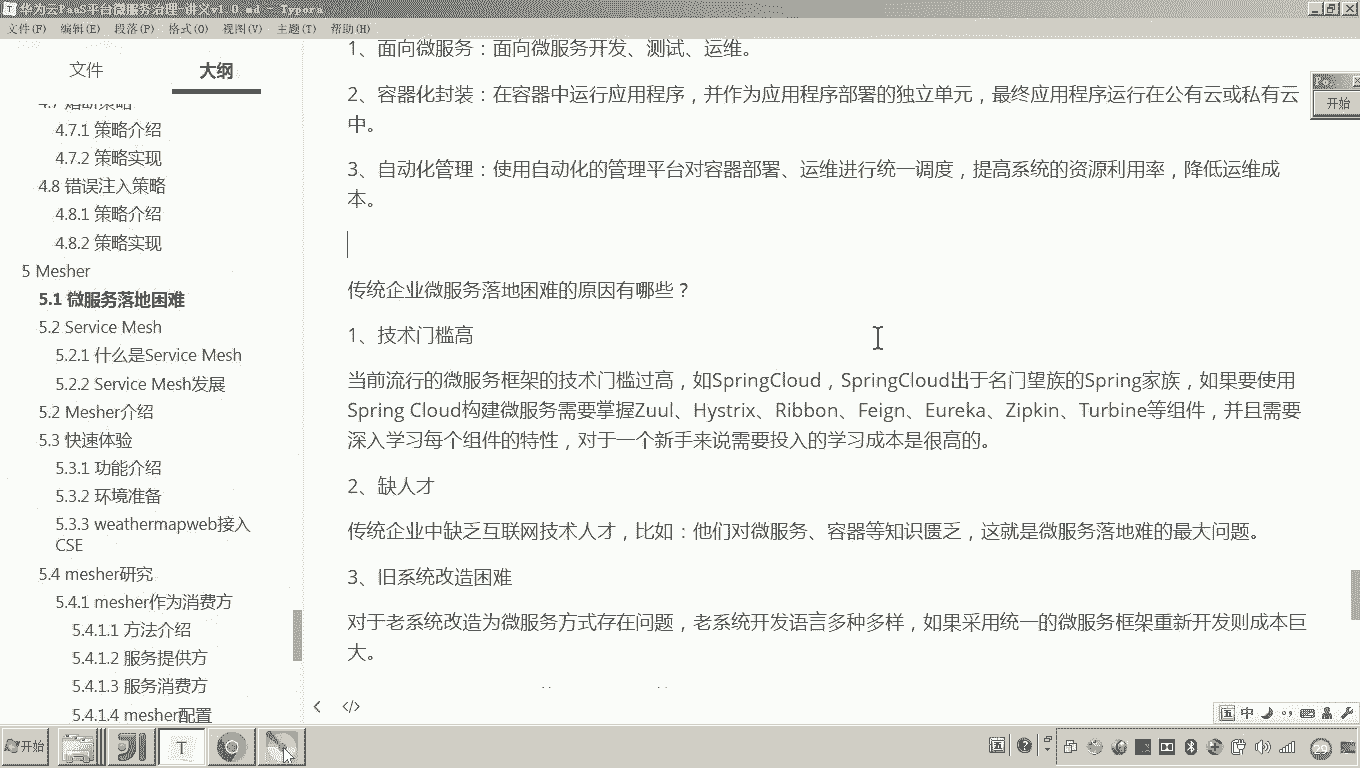 华为云PaaS平台微服务治理-讲义v1.0.md - Typora
文件(F) 编辑(E) 段落(P) 格式(O) 视图(V) 主题(T) 帮助(H)
文件 大纲
4.7 熔断策略
4.7.1 策略介绍
4.7.2 策略实现
4.8 错误注入策略
4.8.1 策略介绍
4.8.2 策略实现
5 Mesher
5.1 微服务落地困难
5.2 Service Mesh
5.2.1 什么是Service Mesh
5.2.2 Service Mesh发展
5.2 Mesher介绍
5.3 快速体验
5.3.1 功能介绍
5.3.2 环境准备
5.3.3 weathermapweb接入
CSE
5.4 mesher研究
5.4.1 mesher作为消费方
5.4.1.1 方法介绍
5.4.1.2 服务提供方
5.4.1.3 服务消费方
5.4.1.4 mesher配置
1、面向微服务：面向微服务开发、测试、运维。
2、容器化封装：在容器中运行应用程序，并作为应用程序部署的独立单元，最终应用程序运行在公有云或私有云
中。
3、自动化管理：使用自动化的管理平台对容器部署、运维进行统一调度，提高系统的资源利用率，降低运维成
本。
传统企业微服务落地困难的原因有哪些？
1、技术门槛高
当前流行的微服务框架的技术门槛过高，如SpringCloud，SpringCloud出于名门望族的Spring家族，如果要使用
Spring Cloud构建微服务需要掌握Zuul、Hystrix、Ribbon、Feign、Eureka、Zipkin、Turbine等组件，并且需要
深入学习每个组件的特性，对于一个新手来说需要投入的学习成本是很高的。
2、缺人才
传统企业中缺乏互联网技术人才，比如：他们对微服务、容器等知识匮乏，这就是微服务落地难的最大问题。
3、旧系统改造困难
对于老系统改造为微服务方式存在问题，老系统开发语言多种多样，如果采用统一的微服务框架重新开发则成本巨
大。
开始
开始
中
29